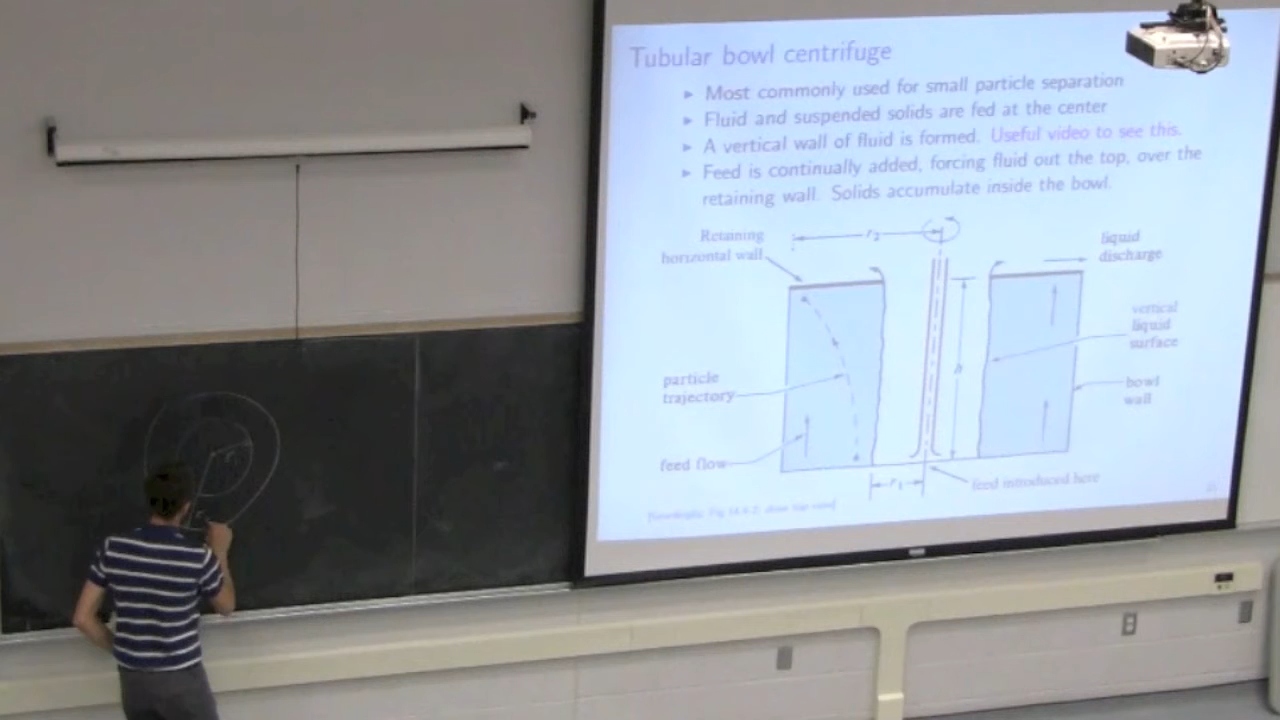 Tubular bowl centrifuge
▸ Most commonly used for small particle separation
▸ Fluid and suspended solids are fed at the center
▸ A vertical wall of fluid is formed. Useful video to see this.
▸ Feed is continually added, forcing fluid out the top, over the
retaining wall. Solids accumulate inside the bowl.
Retaining
horizontal wall
r₂
liquid
discharge
vertical
liquid
surface
particle
trajectory
h
bowl
wall
feed flow
r₁
feed introduced here